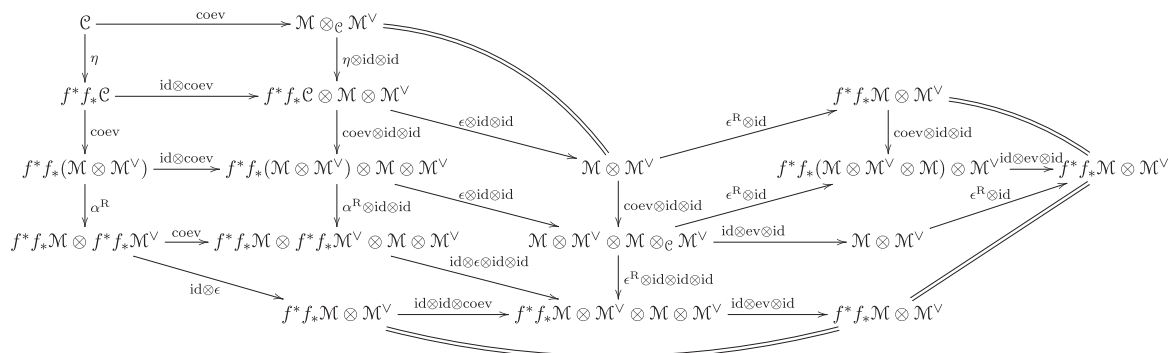 𝒞 coev ℳ ⊗_𝒞 ℳ^∨
η η⊗id⊗id
f*f_*𝒞 id⊗coev f*f_*𝒞 ⊗ ℳ ⊗ ℳ^∨ f*f_*ℳ ⊗ ℳ^∨
ϵ⊗id⊗id ϵ^R⊗id
coev coev⊗id⊗id coev⊗id⊗id
f*f_*(ℳ ⊗ ℳ^∨) id⊗coev f*f_*(ℳ ⊗ ℳ^∨) ⊗ ℳ ⊗ ℳ^∨ ℳ ⊗ ℳ^∨ f*f_*(ℳ ⊗ ℳ^∨ ⊗ ℳ) ⊗ ℳ^∨ id⊗ev⊗id f*f_*ℳ ⊗ ℳ^∨
ϵ⊗id⊗id ϵ^R⊗id ϵ^R⊗id
α^R α^R⊗id⊗id coev⊗id⊗id
f*f_*ℳ ⊗ f*f_*ℳ^∨ coev f*f_*ℳ ⊗ f*f_*ℳ^∨ ⊗ ℳ ⊗ ℳ^∨ ℳ ⊗ ℳ^∨ ⊗ ℳ ⊗_𝒞 ℳ^∨ id⊗ev⊗id ℳ ⊗ ℳ^∨
id⊗ϵ id⊗ϵ⊗id⊗id ϵ^R⊗id⊗id⊗id
f*f_*ℳ ⊗ ℳ^∨ id⊗id⊗coev f*f_*ℳ ⊗ ℳ^∨ ⊗ ℳ ⊗ ℳ^∨ id⊗ev⊗id f*f_*ℳ ⊗ ℳ^∨